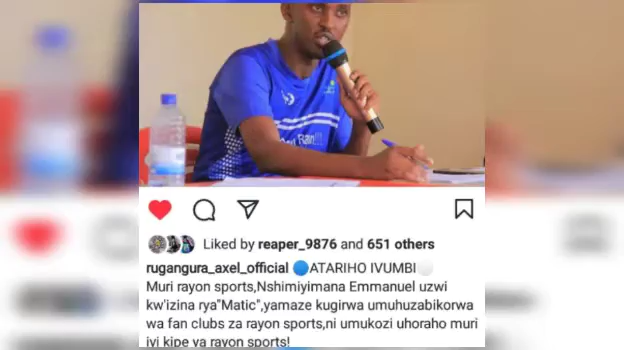 Liked by reaper_9876 and 651 others
rugangura_axel_official 🔵ATARIHO IVUMBI⚪
Muri rayon sports,Nshimiyimana Emmanuel uzwi
kw'izina rya"Matic",yamaze kugirwa umuhuzabikorwa
wa fan clubs za rayon sports,ni umukozi uhoraho muri
iyi kipe ya rayon sports!